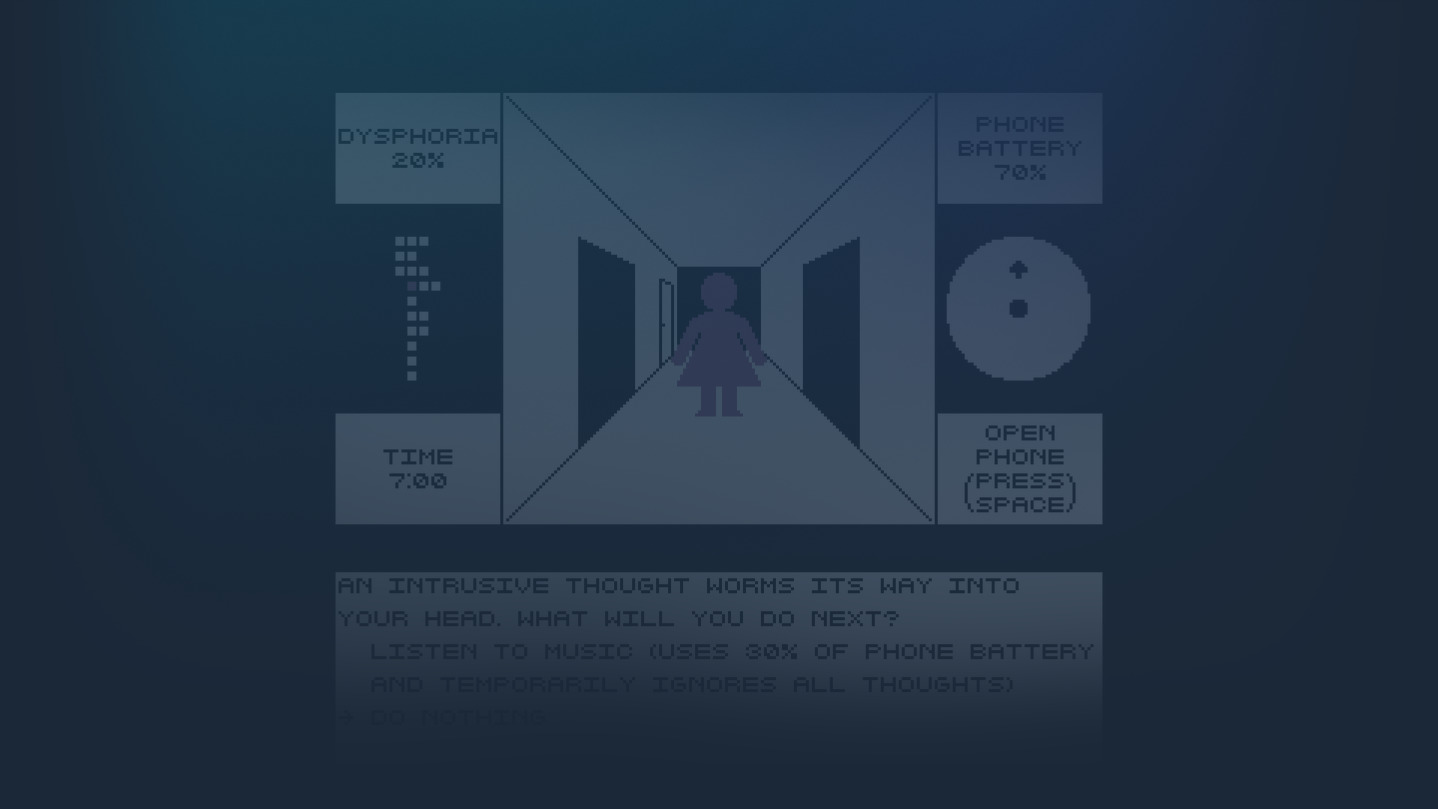 DYSPHORIA
20%
PHONE
BATTERY
70%
TIME
7:00
OPEN
PHONE
(PRESS
SPACE)
AN INTRUSIVE THOUGHT WORMS ITS WAY INTO
YOUR HEAD. WHAT WILL YOU DO NEXT?
LISTEN TO MUSIC (USES 30% OF PHONE BATTERY
AND TEMPORARILY IGNORES ALL THOUGHTS)
→ DO NOTHING